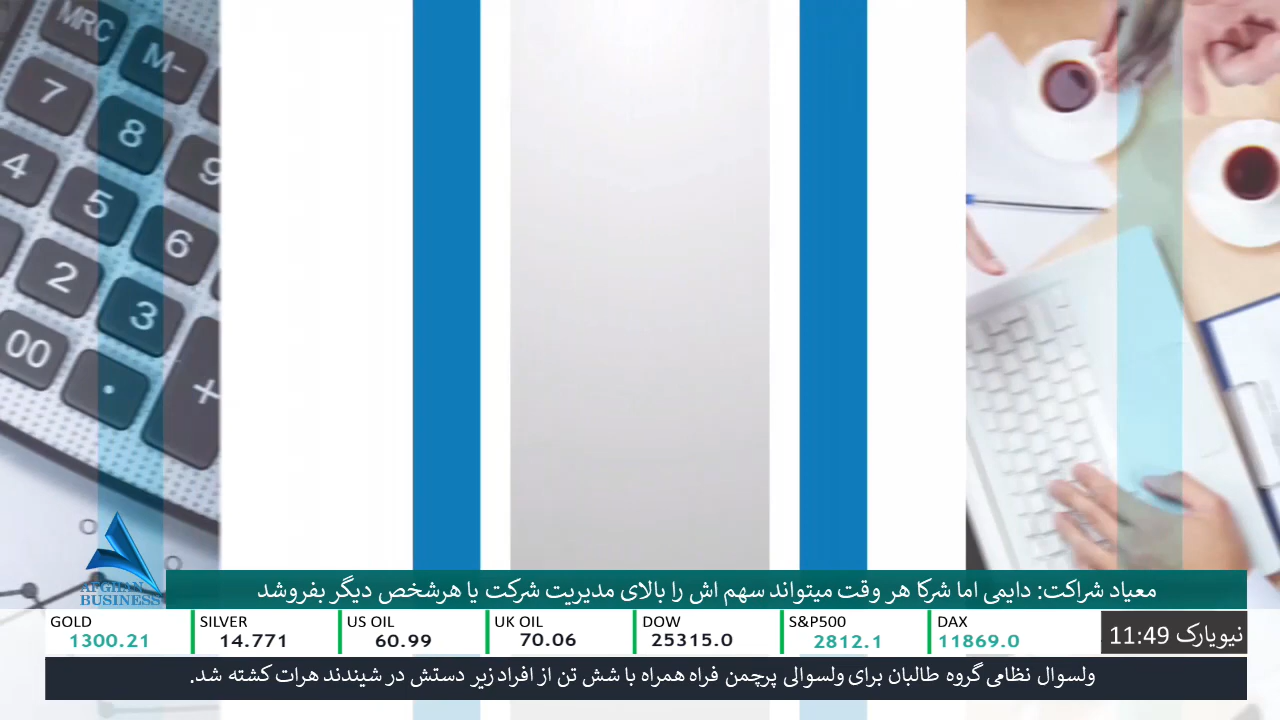 MRC
M-
7
8
9
4
5
6
2
3
00
.
+
AFGHAN
BUSINESS
معیاد شراکت: دایمی اما شرکا هر وقت میتواند سهم اش را بالای مدیریت شرکت یا هرشخص دیگر بفروشد
GOLD SILVER US OIL UK OIL DOW S&P500 DAX
1300.21 14.771 60.99 70.06 25315.0 2812.1 11869.0
نیویارک 11:49
ولسوال نظامی گروه طالبان برای ولسوالی پرچمن فراه همراه با شش تن از افراد زیر دستش در شیندند هرات کشته شد.